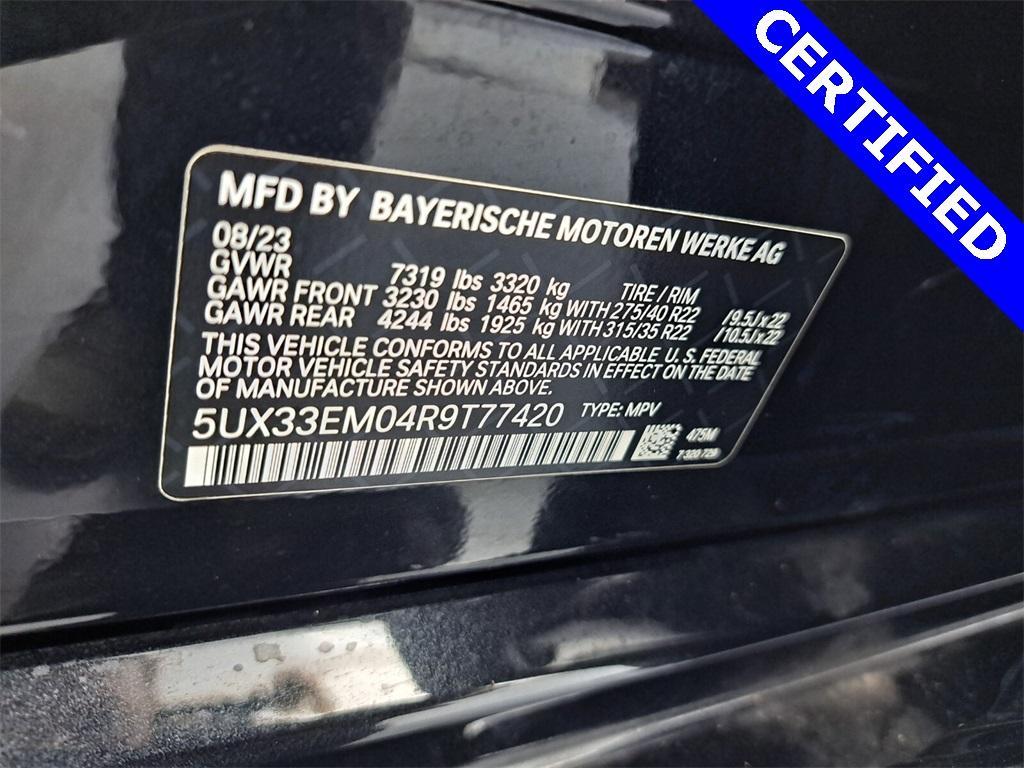 CERTIFIED
MFD BY BAYERISCHE MOTOREN WERKE AG
08/23
GVWR 7319 lbs 3320 kg TIRE / RIM
GAWR FRONT 3230 lbs 1465 kg WITH 275/40 R22 /9.5J x 22
GAWR REAR 4244 lbs 1925 kg WITH 315/35 R22 /10.5J x 22
THIS VEHICLE CONFORMS TO ALL APPLICABLE U.S. FEDERAL
MOTOR VEHICLE SAFETY STANDARDS IN EFFECT ON THE DATE
OF MANUFACTURE SHOWN ABOVE.
5UX33EM04R9T77420 TYPE: MPV
475M
7 320 729